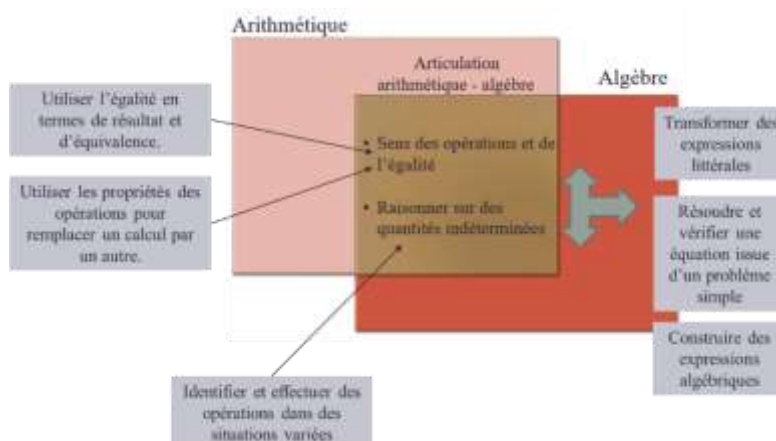 Arithmétique
Articulation
arithmétique - algèbre
Algèbre
Utiliser l'égalité en
termes de résultat et
d'équivalence.
Utiliser les propriétés des
opérations pour
remplacer un calcul par
un autre.
• Sens des opérations et de
l'égalité
• Raisonner sur des
quantités indéterminées
Transformer des
expressions
littérales
Résoudre et
vérifier une
équation issue
d'un problème
simple
Construire des
expressions
algébriques
Identifier et effectuer des
opérations dans des
situations variées